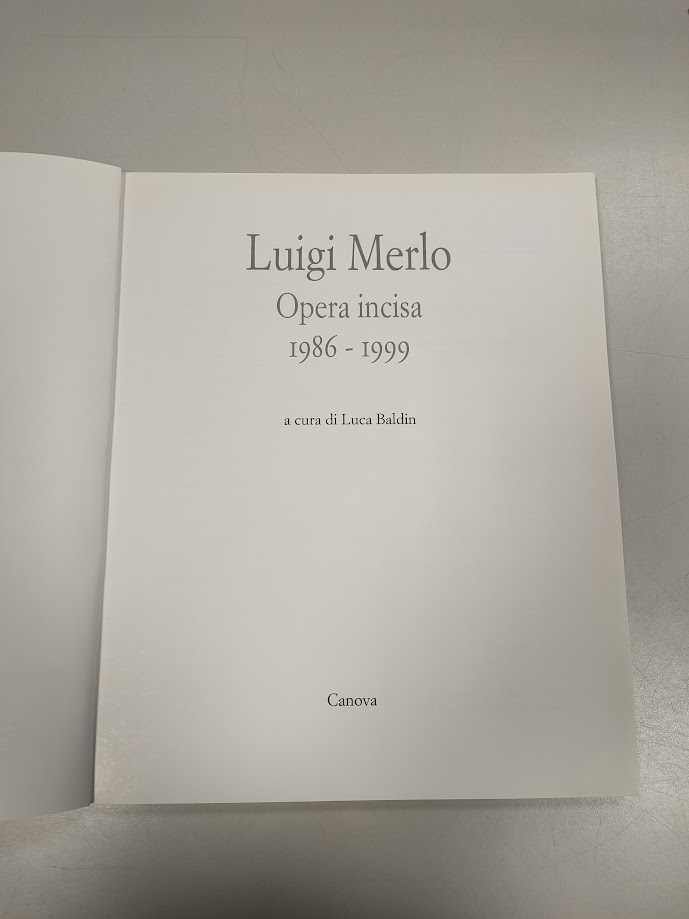 Luigi Merlo
Opera incisa
1986 - 1999
a cura di Luca Baldin
Canova